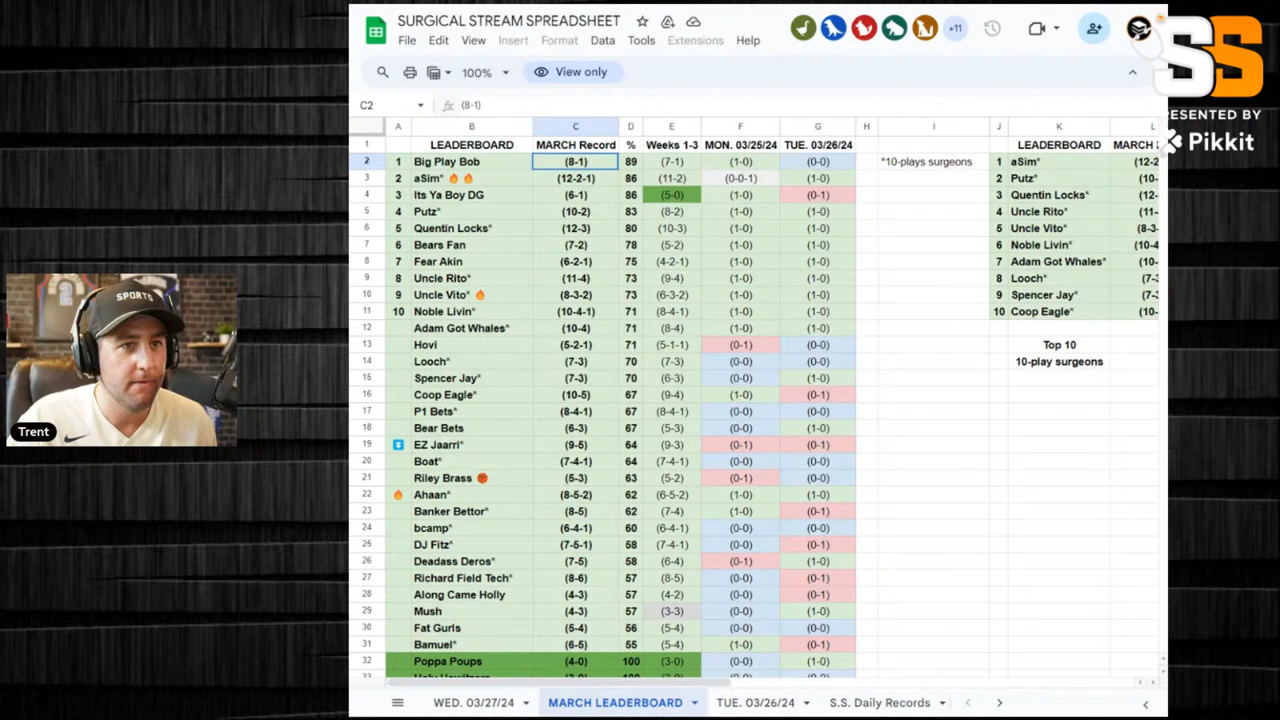 SURGICAL STREAM SPREADSHEET
File Edit View Insert Format Data Tools Extensions Help
+11
SS
PRESENTED BY
Pikkit
100% View only
C2 fx (8-1)
A B C D E F G H I J K L
1 LEADERBOARD MARCH Record % Weeks 1-3 MON. 03/25/24 TUE. 03/26/24 LEADERBOARD MARCH
2 1 Big Play Bob (8-1) 89 (7-1) (1-0) (0-0) *10-plays surgeons 1 aSim* (12-2
3 2 aSim* 🔥 🔥 (12-2-1) 86 (11-2) (0-0-1) (1-0) 2 Putz* (10-
4 3 Its Ya Boy DG (6-1) 86 (5-0) (1-0) (0-1) 3 Quentin Locks* (12-
5 4 Putz* (10-2) 83 (8-2) (1-0) (1-0) 4 Uncle Rito* (11-
6 5 Quentin Locks* (12-3) 80 (10-3) (1-0) (1-0) 5 Uncle Vito* (8-3-
7 6 Bears Fan (7-2) 78 (5-2) (1-0) (1-0) 6 Noble Livin* (10-4
8 7 Fear Akin (6-2-1) 75 (4-2-1) (1-0) (1-0) 7 Adam Got Whales* (10-
9 8 Uncle Rito* (11-4) 73 (9-4) (1-0) (1-0) 8 Looch* (7-3
10 9 Uncle Vito* 🔥 (8-3-2) 73 (6-3-2) (1-0) (1-0) 9 Spencer Jay* (7-3
11 10 Noble Livin* (10-4-1) 71 (8-4-1) (1-0) (1-0) 10 Coop Eagle* (10-
12 Adam Got Whales* (10-4) 71 (8-4) (1-0) (1-0)
13 Hovi (5-2-1) 71 (5-1-1) (0-1) (0-0) Top 10
14 Looch* (7-3) 70 (7-3) (0-0) (0-0) 10-play surgeons
15 Spencer Jay* (7-3) 70 (6-3) (0-0) (1-0)
16 Coop Eagle* (10-5) 67 (9-4) (1-0) (0-1)
17 P1 Bets* (8-4-1) 67 (8-4-1) (0-0) (0-0)
18 Bear Bets (6-3) 67 (5-3) (0-0) (1-0)
19 EZ Jaarri* (9-5) 64 (9-3) (0-1) (0-1)
20 Boat* (7-4-1) 64 (7-4-1) (0-0) (0-0)
21 Riley Brass 🏀 (5-3) 63 (5-2) (0-1) (0-0)
22 🔥 Ahaan* (8-5-2) 62 (6-5-2) (1-0) (1-0)
23 Banker Bettor* (8-5) 62 (7-4) (1-0) (0-1)
24 bcamp* (6-4-1) 60 (6-4-1) (0-0) (0-0)
25 DJ Fitz* (7-5-1) 58 (7-4-1) (0-0) (0-1)
26 Deadass Deros* (7-5) 58 (6-4) (0-1) (1-0)
27 Richard Field Tech* (8-6) 57 (8-5) (0-0) (0-1)
28 Along Came Holly (4-3) 57 (4-2) (0-0) (0-1)
29 Mush (4-3) 57 (3-3) (0-0) (1-0)
30 Fat Gurls (5-4) 56 (5-4) (0-0) (0-0)
31 Bamuel* (6-5) 55 (5-4) (1-0) (0-1)
32 Poppa Poups (4-0) 100 (3-0) (0-0) (1-0)
WED. 03/27/24 MARCH LEADERBOARD TUE. 03/26/24 S.S. Daily Records
SPORTS
Trent